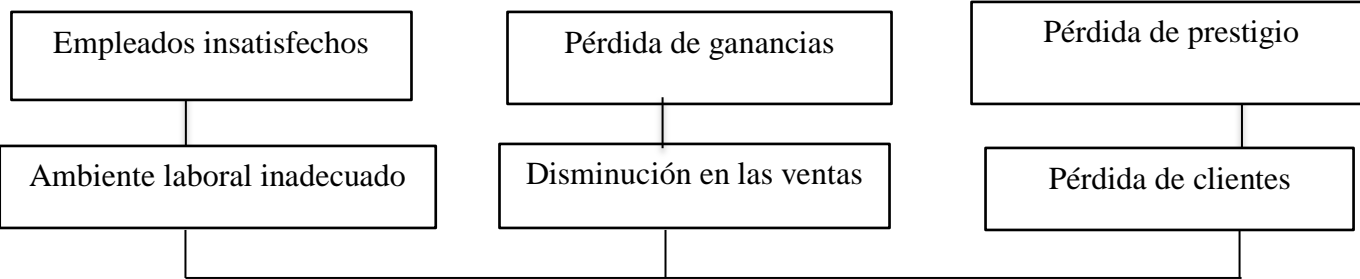 Empleados insatisfechos
Pérdida de ganancias
Pérdida de prestigio
Ambiente laboral inadecuado
Disminución en las ventas
Pérdida de clientes